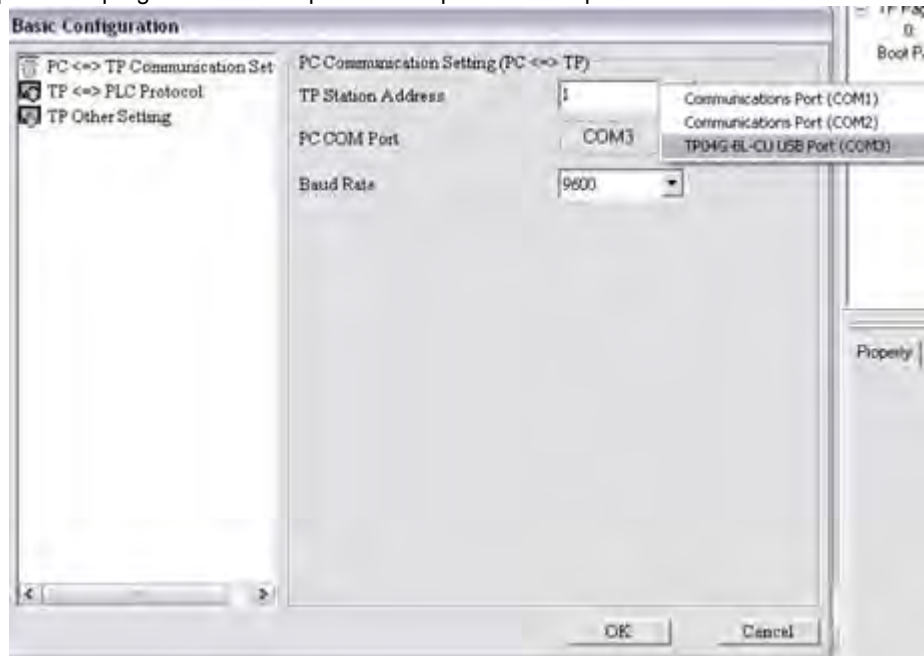 Basic Configuration
PC <=> TP Communication Set
TP <=> PLC Protocol
TP Other Setting
PC Communication Setting (PC <=> TP)
TP Station Address
1
PC COM Port
COM3
Baud Rate
9600
Communications Port (COM1)
Communications Port (COM2)
TP04G-BL-CU USB Port (COM3)
OK
Cancel
0:
Boot
Property